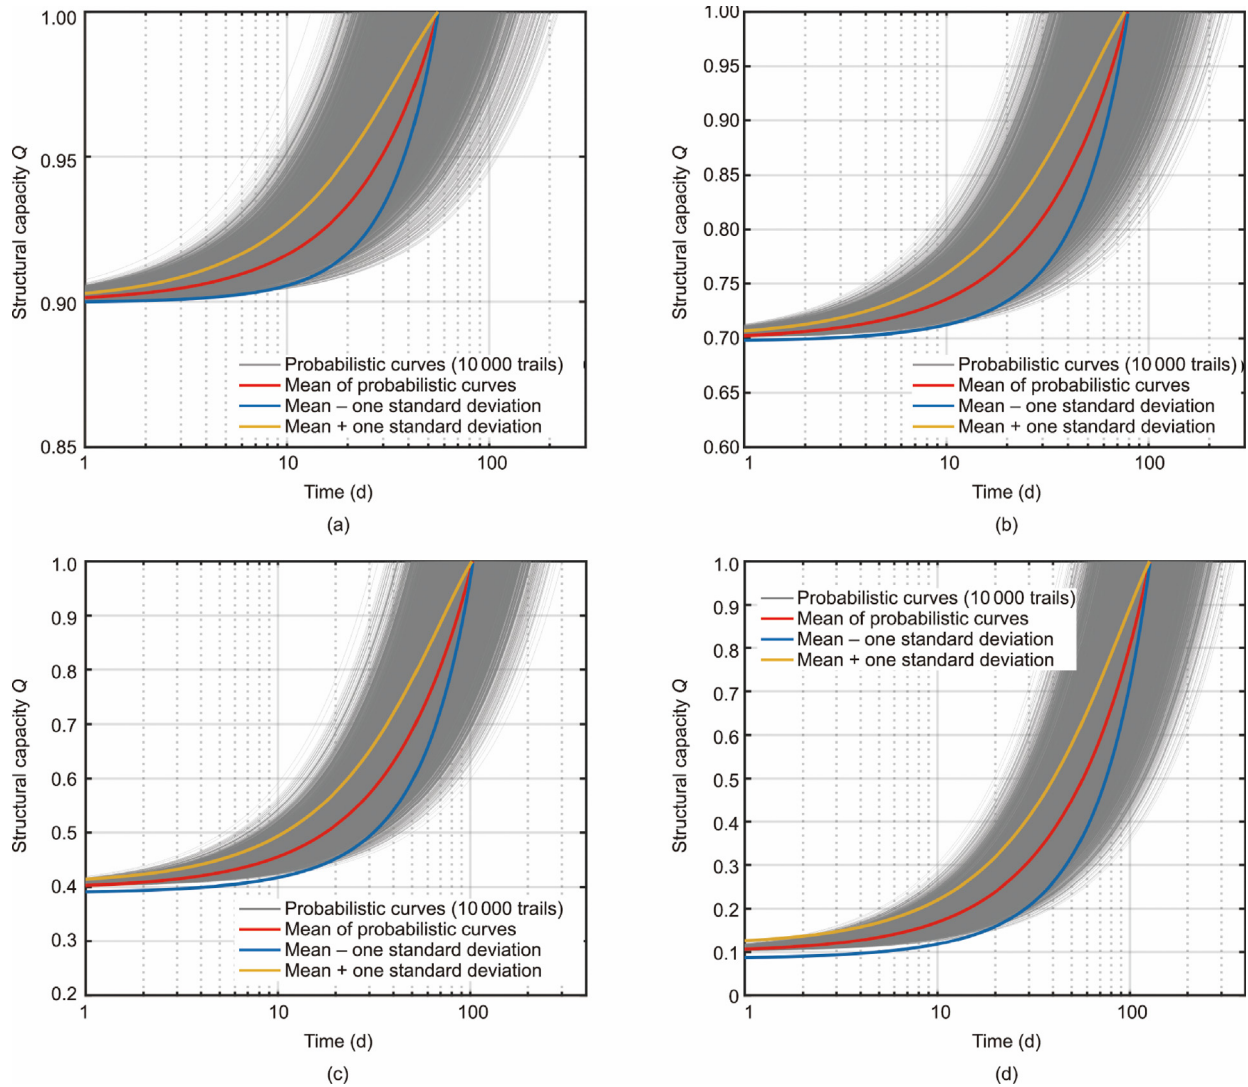 1.00
0.95
0.90
0.85
Structural capacity Q
Probabilistic curves (10 000 trails)
Mean of probabilistic curves
Mean – one standard deviation
Mean + one standard deviation
1
10
100
Time (d)
(a)
1.00
0.95
0.90
0.85
0.80
0.75
0.70
0.65
0.60
Structural capacity Q
Probabilistic curves (10 000 trails)
Mean of probabilistic curves
Mean – one standard deviation
Mean + one standard deviation
1
10
100
Time (d)
(b)
1.0
0.9
0.8
0.7
0.6
0.5
0.4
0.3
0.2
Structural capacity Q
Probabilistic curves (10 000 trails)
Mean of probabilistic curves
Mean – one standard deviation
Mean + one standard deviation
1
10
100
Time (d)
(c)
1.0
0.9
0.8
0.7
0.6
0.5
0.4
0.3
0.2
0.1
0
Structural capacity Q
Probabilistic curves (10 000 trails)
Mean of probabilistic curves
Mean – one standard deviation
Mean + one standard deviation
1
10
100
Time (d)
(d)